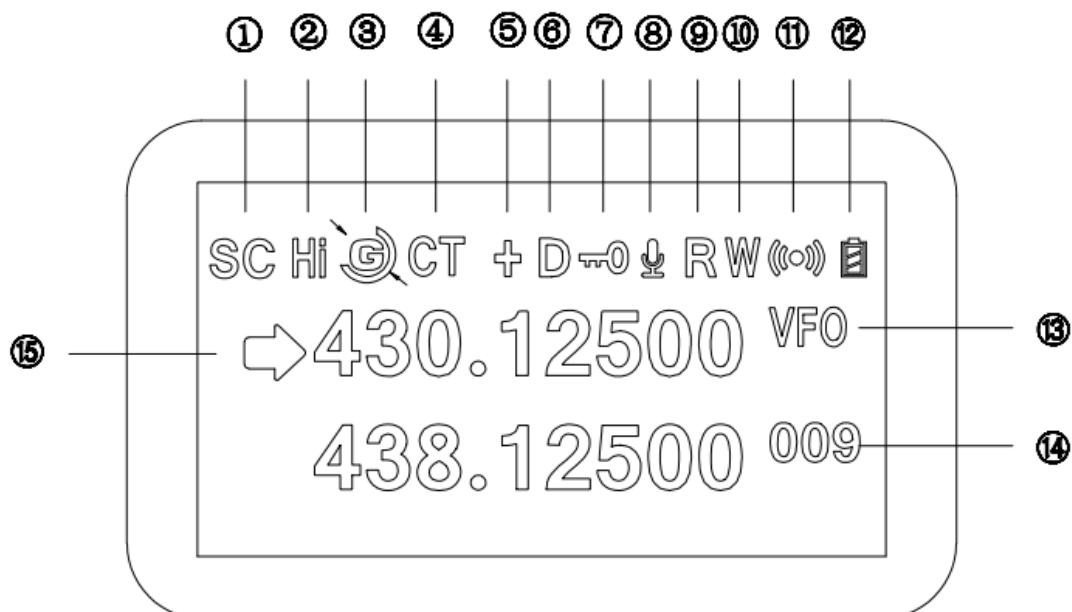 ① ② ③ ④ ⑤ ⑥ ⑦ ⑧ ⑨ ⑩ ⑪ ⑫
SC Hi G CT + D R W
430.12500 VFO ⑬
⑮
438.12500 009 ⑭